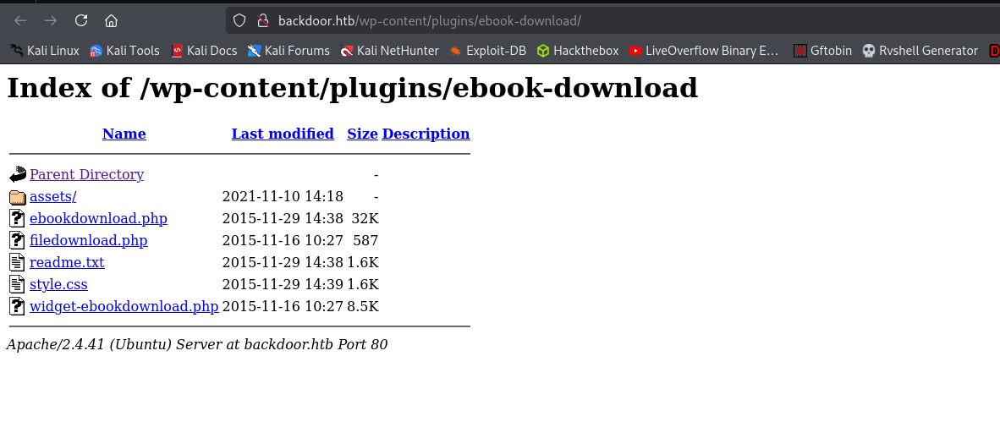 backdoor.htb/wp-content/plugins/ebook-download/
Kali Linux Kali Tools Kali Docs Kali Forums Kali NetHunter Exploit-DB Hackthebox LiveOverflow Binary E... Gftobin Rvshell Generator
Index of /wp-content/plugins/ebook-download
Name Last modified Size Description
Parent Directory -
assets/ 2021-11-10 14:18 -
ebookdownload.php 2015-11-29 14:38 32K
filedownload.php 2015-11-16 10:27 587
readme.txt 2015-11-29 14:38 1.6K
style.css 2015-11-29 14:39 1.6K
widget-ebookdownload.php 2015-11-16 10:27 8.5K
Apache/2.4.41 (Ubuntu) Server at backdoor.htb Port 80